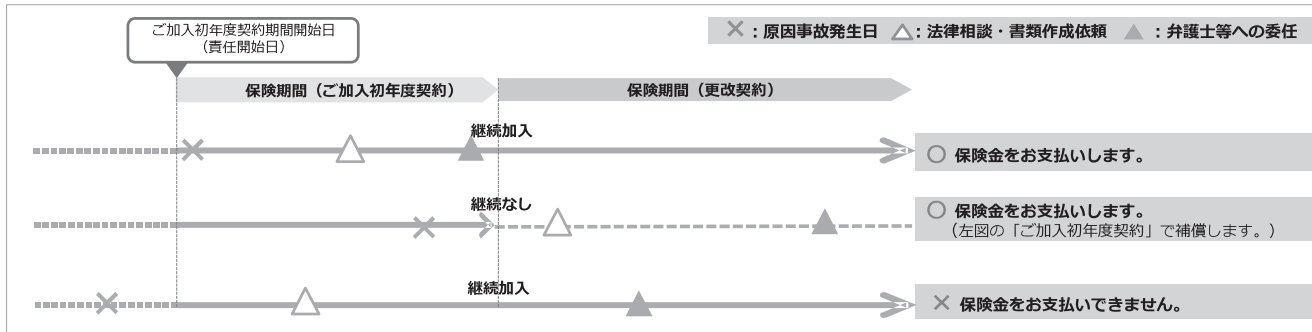 ご加入初年度契約期間開始日
（責任開始日）
×：原因事故発生日 △：法律相談・書類作成依頼 ▲：弁護士等への委任
保険期間（ご加入初年度契約） 保険期間（更改契約）
継続加入
○ 保険金をお支払いします。
継続なし
○ 保険金をお支払いします。
（左図の「ご加入初年度契約」で補償します。）
継続加入
× 保険金をお支払いできません。